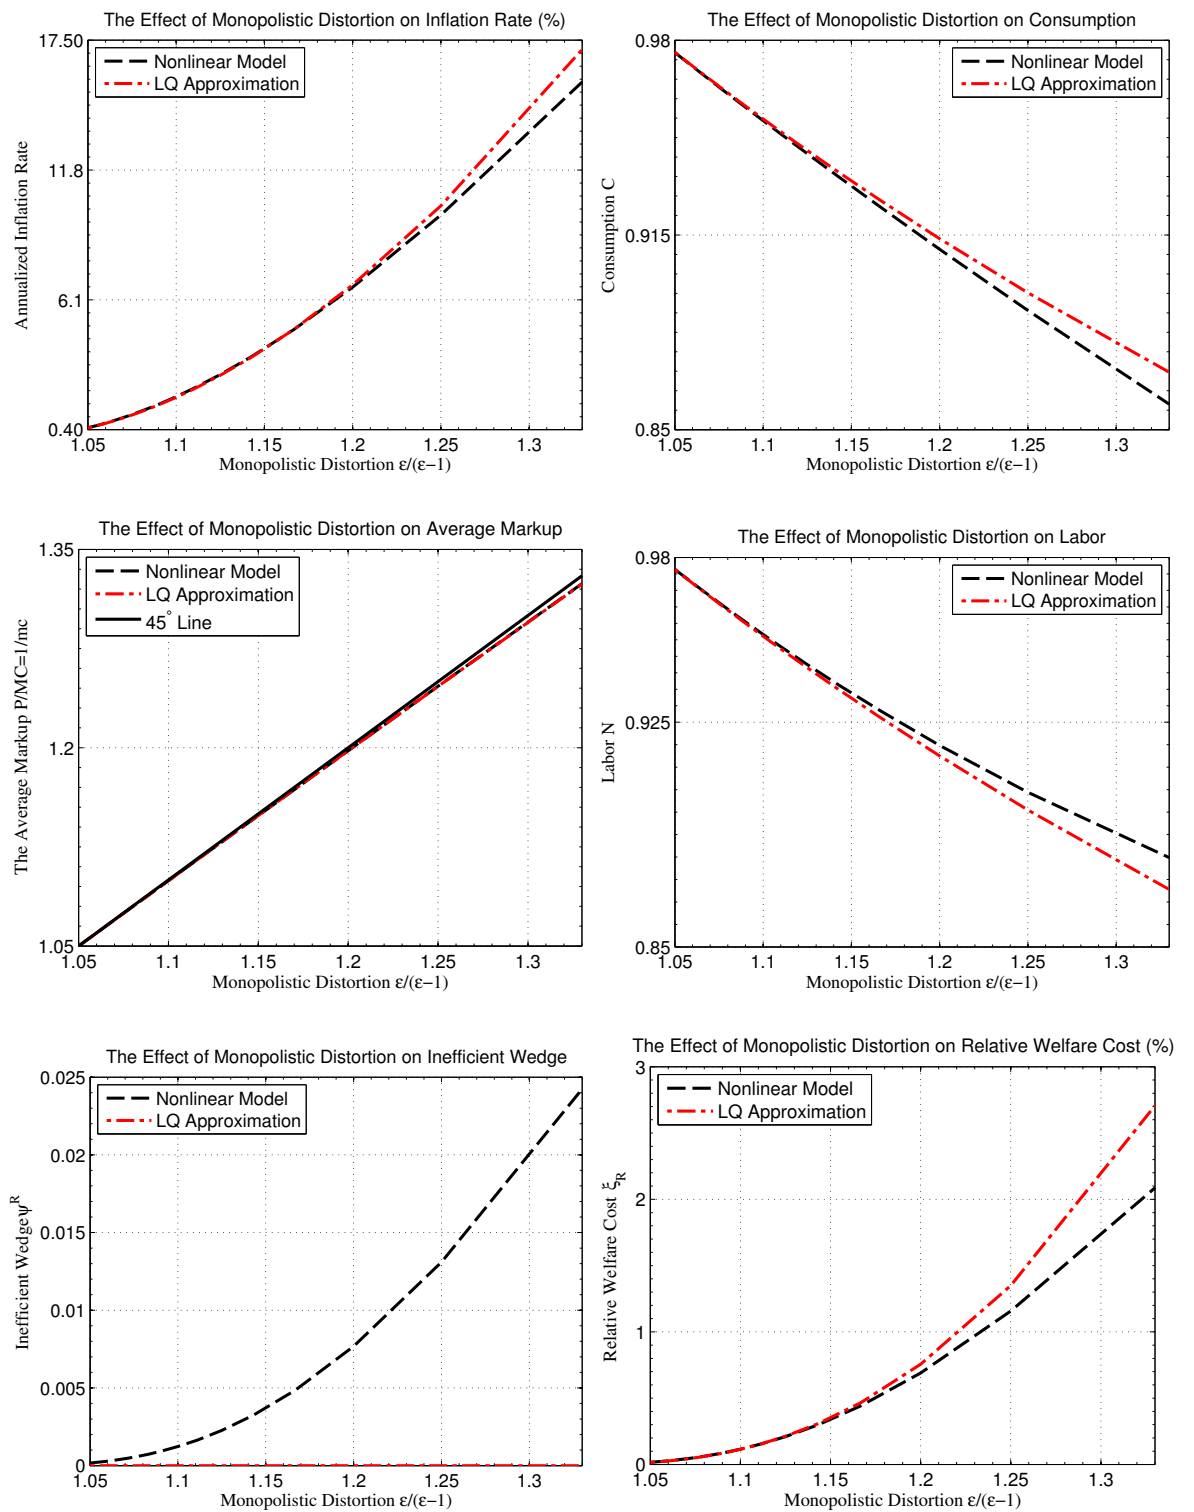 The Effect of Monopolistic Distortion on Inflation Rate (%)
17.50
11.8
6.1
0.40
Annualized Inflation Rate
Nonlinear Model
LQ Approximation
1.05 1.1 1.15 1.2 1.25 1.3
Monopolistic Distortion ε/(ε−1)
The Effect of Monopolistic Distortion on Consumption
0.98
0.915
0.85
Consumption C
Nonlinear Model
LQ Approximation
1.05 1.1 1.15 1.2 1.25 1.3
Monopolistic Distortion ε/(ε−1)
The Effect of Monopolistic Distortion on Average Markup
1.35
1.2
1.05
The Average Markup P/MC=1/mc
Nonlinear Model
LQ Approximation
45° Line
1.05 1.1 1.15 1.2 1.25 1.3
Monopolistic Distortion ε/(ε−1)
The Effect of Monopolistic Distortion on Labor
0.98
0.925
0.85
Labor N
Nonlinear Model
LQ Approximation
1.05 1.1 1.15 1.2 1.25 1.3
Monopolistic Distortion ε/(ε−1)
The Effect of Monopolistic Distortion on Inefficient Wedge
0.025
0.02
0.015
0.01
0.005
0
Inefficient Wedgeψ^R
Nonlinear Model
LQ Approximation
1.05 1.1 1.15 1.2 1.25 1.3
Monopolistic Distortion ε/(ε−1)
The Effect of Monopolistic Distortion on Relative Welfare Cost (%)
3
2
1
0
Relative Welfare Cost ξ_R
Nonlinear Model
LQ Approximation
1.05 1.1 1.15 1.2 1.25 1.3
Monopolistic Distortion ε/(ε−1)